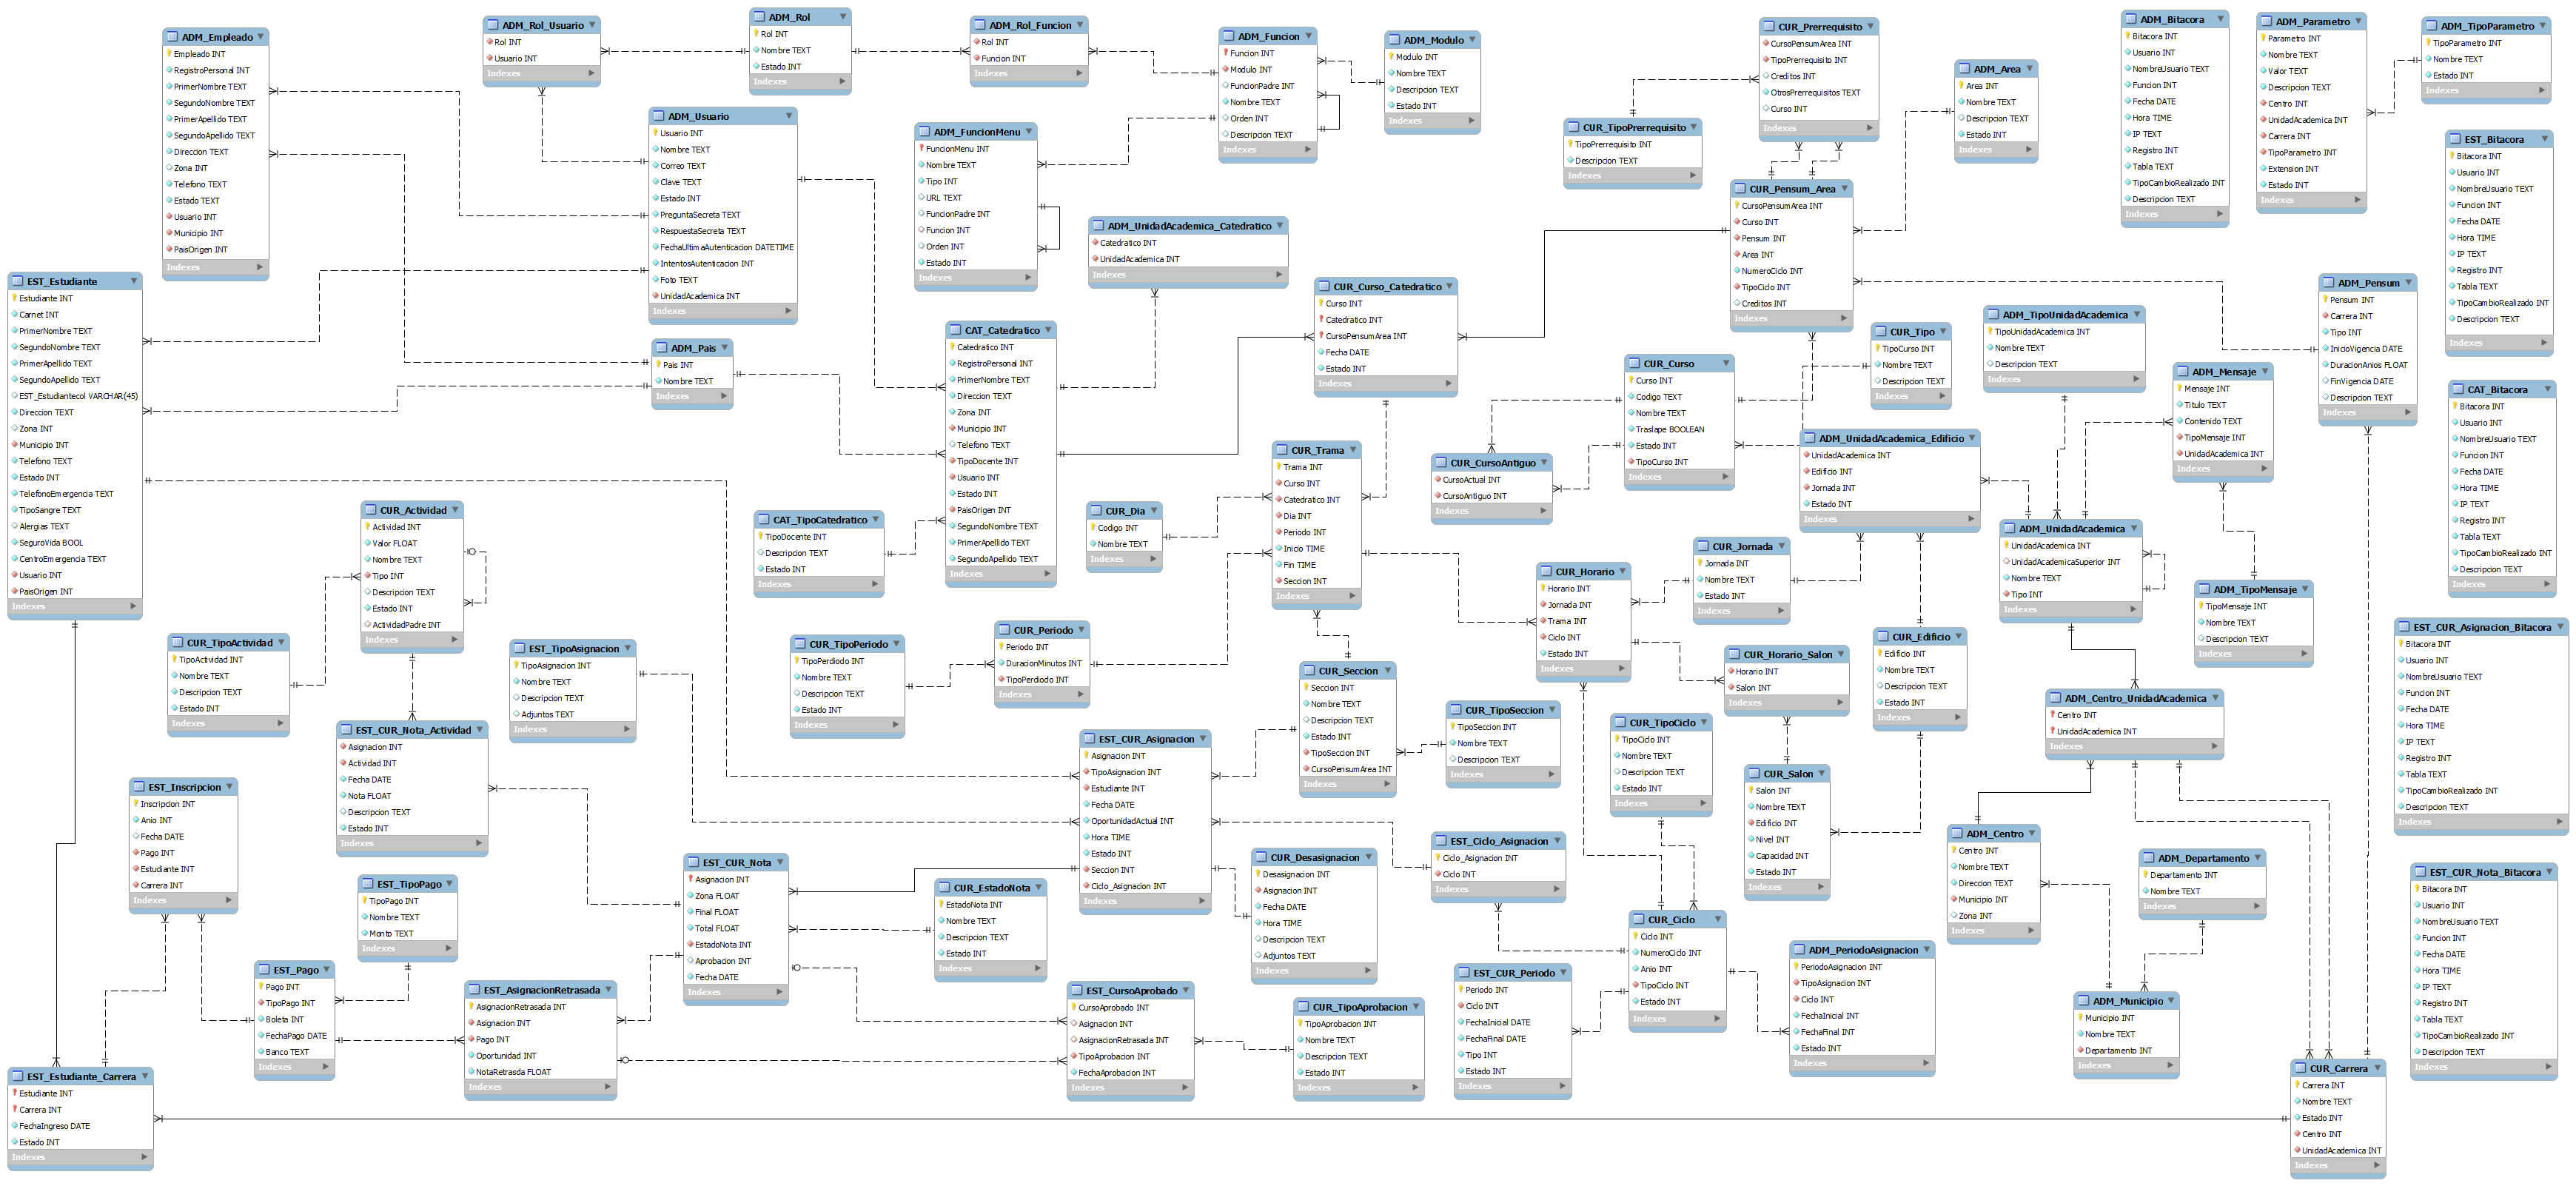 ADM_Empleado
Empleado INT
RegistroPersonal INT
PrimerNombre TEXT
SegundoNombre TEXT
PrimerApellido TEXT
SegundoApellido TEXT
Direccion TEXT
Zona INT
Telefono TEXT
Estado TEXT
Usuario INT
Municipio INT
PaisOrigen INT
Indexes
ADM_Rol_Usuario
Rol INT
Usuario INT
Indexes
ADM_Rol
Rol INT
Nombre TEXT
Estado INT
Indexes
ADM_Rol_Funcion
Rol INT
Funcion INT
Indexes
ADM_Funcion
Funcion INT
Modulo INT
FuncionPadre INT
Nombre TEXT
Orden INT
Descripcion TEXT
Indexes
ADM_Modulo
Modulo INT
Nombre TEXT
Descripcion TEXT
Estado INT
Indexes
CUR_Prerrequisito
CursoPensumArea INT
TipoPrerrequisito INT
Creditos INT
OtrosPrerrequisitos TEXT
Curso INT
Indexes
ADM_Area
Area INT
Nombre TEXT
Descripcion TEXT
Estado INT
Indexes
ADM_Bitacora
Bitacora INT
Usuario INT
NombreUsuario TEXT
Funcion INT
Fecha DATE
Hora TIME
IP TEXT
Registro INT
Tabla TEXT
TipoCambioRealizado INT
Descripcion TEXT
Indexes
ADM_Parametro
Parametro INT
Nombre TEXT
Valor TEXT
Descripcion TEXT
Centro INT
UnidadAcademica INT
Carrera INT
TipoParametro INT
Extension INT
Estado INT
Indexes
ADM_TipoParametro
TipoParametro INT
Nombre TEXT
Estado INT
Indexes
ADM_Usuario
Usuario INT
Nombre TEXT
Correo TEXT
Clave TEXT
Estado INT
PreguntaSecreta TEXT
RespuestaSecreta TEXT
FechaUltimaAutenticacion DATETIME
IntentosAutenticacion INT
Foto TEXT
UnidadAcademica INT
Indexes
ADM_FuncionMenu
FuncionMenu INT
Nombre TEXT
Tipo INT
URL TEXT
FuncionPadre INT
Funcion INT
Orden INT
Estado INT
Indexes
CUR_TipoPrerrequisito
TipoPrerrequisito INT
Descripcion TEXT
Indexes
EST_Bitacora
Bitacora INT
Usuario INT
NombreUsuario TEXT
Funcion INT
Fecha DATE
Hora TIME
IP TEXT
Registro INT
Tabla TEXT
TipoCambioRealizado INT
Descripcion TEXT
Indexes
CUR_Pensum_Area
CursoPensumArea INT
Curso INT
Pensum INT
Area INT
NumeroCiclo INT
TipoCiclo INT
Creditos INT
Indexes
ADM_UnidadAcademica_Catedratico
Catedratico INT
UnidadAcademica INT
Indexes
EST_Estudiante
Estudiante INT
Carnet INT
PrimerNombre TEXT
SegundoNombre TEXT
PrimerApellido TEXT
SegundoApellido TEXT
EST_Estudiantecol VARCHAR(45)
Direccion TEXT
Zona INT
Municipio INT
Telefono TEXT
Estado INT
TelefonoEmergencia TEXT
TipoSangre TEXT
Alergias TEXT
SeguroVida BOOL
CentroEmergencia TEXT
Usuario INT
PaisOrigen INT
Indexes
CUR_Curso_Catedratico
Curso INT
Catedratico INT
CursoPensumArea INT
Fecha DATE
Estado INT
Indexes
ADM_Pensum
Pensum INT
Carrera INT
Tipo INT
InicioVigencia DATE
DuracionAnios FLOAT
FinVigencia DATE
Descripcion TEXT
Indexes
ADM_TipoUnidadAcademica
TipoUnidadAcademica INT
Nombre TEXT
Descripcion TEXT
Indexes
CAT_Catedratico
Catedratico INT
RegistroPersonal INT
PrimerNombre TEXT
Direccion TEXT
Zona INT
Municipio INT
Telefono TEXT
TipoDocente INT
Usuario INT
Estado INT
PaisOrigen INT
SegundoNombre TEXT
PrimerApellido TEXT
SegundoApellido TEXT
Indexes
ADM_Pais
Pais INT
Nombre TEXT
Indexes
CUR_Tipo
TipoCurso INT
Nombre TEXT
Descripcion TEXT
Indexes
CUR_Curso
Curso INT
Codigo TEXT
Nombre TEXT
Traslape BOOLEAN
Estado INT
TipoCurso INT
Indexes
ADM_Mensaje
Mensaje INT
Titulo TEXT
Contenido TEXT
TipoMensaje INT
UnidadAcademica INT
Indexes
CAT_Bitacora
Bitacora INT
Usuario INT
NombreUsuario TEXT
Funcion INT
Fecha DATE
Hora TIME
IP TEXT
Registro INT
Tabla TEXT
TipoCambioRealizado INT
Descripcion TEXT
Indexes
ADM_UnidadAcademica_Edificio
UnidadAcademica INT
Edificio INT
Jornada INT
Estado INT
Indexes
CUR_Trama
Trama INT
Curso INT
Catedratico INT
Dia INT
Periodo INT
Inicio TIME
Fin TIME
Seccion INT
Indexes
CUR_CursoAntiguo
CursoActual INT
CursoAntiguo INT
Indexes
CUR_Actividad
Actividad INT
Valor FLOAT
Nombre TEXT
Tipo INT
Descripcion TEXT
Estado INT
ActividadPadre INT
Indexes
CAT_TipoCatedratico
TipoDocente INT
Descripcion TEXT
Estado INT
Indexes
CUR_Dia
Codigo INT
Nombre TEXT
Indexes
ADM_UnidadAcademica
UnidadAcademica INT
UnidadAcademicaSuperior INT
Nombre TEXT
Tipo INT
Indexes
CUR_Jornada
Jornada INT
Nombre TEXT
Estado INT
Indexes
CUR_Horario
Horario INT
Jornada INT
Trama INT
Ciclo INT
Estado INT
Indexes
ADM_TipoMensaje
TipoMensaje INT
Nombre TEXT
Descripcion TEXT
Indexes
CUR_TipoActividad
TipoActividad INT
Nombre TEXT
Descripcion TEXT
Estado INT
Indexes
EST_TipoAsignacion
TipoAsignacion INT
Nombre TEXT
Descripcion TEXT
Adjuntos TEXT
Indexes
CUR_TipoPeriodo
TipoPerdiodo INT
Nombre TEXT
Descripcion TEXT
Estado INT
Indexes
CUR_Periodo
Periodo INT
DuracionMinutos INT
TipoPerdiodo INT
Indexes
CUR_Seccion
Seccion INT
Nombre TEXT
Descripcion TEXT
Estado INT
TipoSeccion INT
CursoPensumArea INT
Indexes
CUR_Horario_Salon
Horario INT
Salon INT
Indexes
CUR_Edificio
Edificio INT
Nombre TEXT
Descripcion TEXT
Estado INT
Indexes
EST_CUR_Asignacion_Bitacora
Bitacora INT
Usuario INT
NombreUsuario TEXT
Funcion INT
Fecha DATE
Hora TIME
IP TEXT
Registro INT
Tabla TEXT
TipoCambioRealizado INT
Descripcion TEXT
Indexes
ADM_Centro_UnidadAcademica
Centro INT
UnidadAcademica INT
Indexes
CUR_TipoSeccion
TipoSeccion INT
Nombre TEXT
Descripcion TEXT
Indexes
CUR_TipoCiclo
TipoCiclo INT
Nombre TEXT
Descripcion TEXT
Estado INT
Indexes
EST_CUR_Nota_Actividad
Asignacion INT
Actividad INT
Fecha DATE
Nota FLOAT
Descripcion TEXT
Estado INT
Indexes
EST_CUR_Asignacion
Asignacion INT
TipoAsignacion INT
Estudiante INT
Fecha DATE
OportunidadActual INT
Hora TIME
Estado INT
Seccion INT
Ciclo_Asignacion INT
Indexes
CUR_Salon
Salon INT
Nombre TEXT
Edificio INT
Nivel INT
Capacidad INT
Estado INT
Indexes
EST_Inscripcion
Inscripcion INT
Anio INT
Fecha DATE
Pago INT
Estudiante INT
Carrera INT
Indexes
EST_Ciclo_Asignacion
Ciclo_Asignacion INT
Ciclo INT
Indexes
ADM_Centro
Centro INT
Nombre TEXT
Direccion TEXT
Municipio INT
Zona INT
Indexes
ADM_Departamento
Departamento INT
Nombre TEXT
Indexes
EST_CUR_Nota
Asignacion INT
Zona FLOAT
Final FLOAT
Total FLOAT
EstadoNota INT
Aprobacion INT
Fecha DATE
Indexes
CUR_Desasignacion
Desasignacion INT
Asignacion INT
Fecha DATE
Hora TIME
Descripcion TEXT
Adjuntos TEXT
Indexes
EST_CUR_Nota_Bitacora
Bitacora INT
Usuario INT
NombreUsuario TEXT
Funcion INT
Fecha DATE
Hora TIME
IP TEXT
Registro INT
Tabla TEXT
TipoCambioRealizado INT
Descripcion TEXT
Indexes
EST_TipoPago
TipoPago INT
Nombre TEXT
Monto TEXT
Indexes
CUR_EstadoNota
EstadoNota INT
Nombre TEXT
Descripcion TEXT
Estado INT
Indexes
CUR_Ciclo
Ciclo INT
NumeroCiclo INT
Anio INT
TipoCiclo INT
Estado INT
Indexes
ADM_PeriodoAsignacion
PeriodoAsignacion INT
TipoAsignacion INT
Ciclo INT
FechaInicial INT
FechaFinal INT
Estado INT
Indexes
EST_Pago
Pago INT
TipoPago INT
Boleta INT
FechaPago DATE
Banco TEXT
Indexes
EST_CUR_Periodo
Periodo INT
Ciclo INT
FechaInicial DATE
FechaFinal DATE
Tipo INT
Estado INT
Indexes
EST_AsignacionRetrasada
AsignacionRetrasada INT
Asignacion INT
Pago INT
Oportunidad INT
NotaRetrasda FLOAT
Indexes
EST_CursoAprobado
CursoAprobado INT
Asignacion INT
AsignacionRetrasada INT
TipoAprobacion INT
FechaAprobacion INT
Indexes
CUR_TipoAprobacion
TipoAprobacion INT
Nombre TEXT
Descripcion TEXT
Estado INT
Indexes
ADM_Municipio
Municipio INT
Nombre TEXT
Departamento INT
Indexes
EST_Estudiante_Carrera
Estudiante INT
Carrera INT
FechaIngreso DATE
Estado INT
Indexes
CUR_Carrera
Carrera INT
Nombre TEXT
Estado INT
Centro INT
UnidadAcademica INT
Indexes